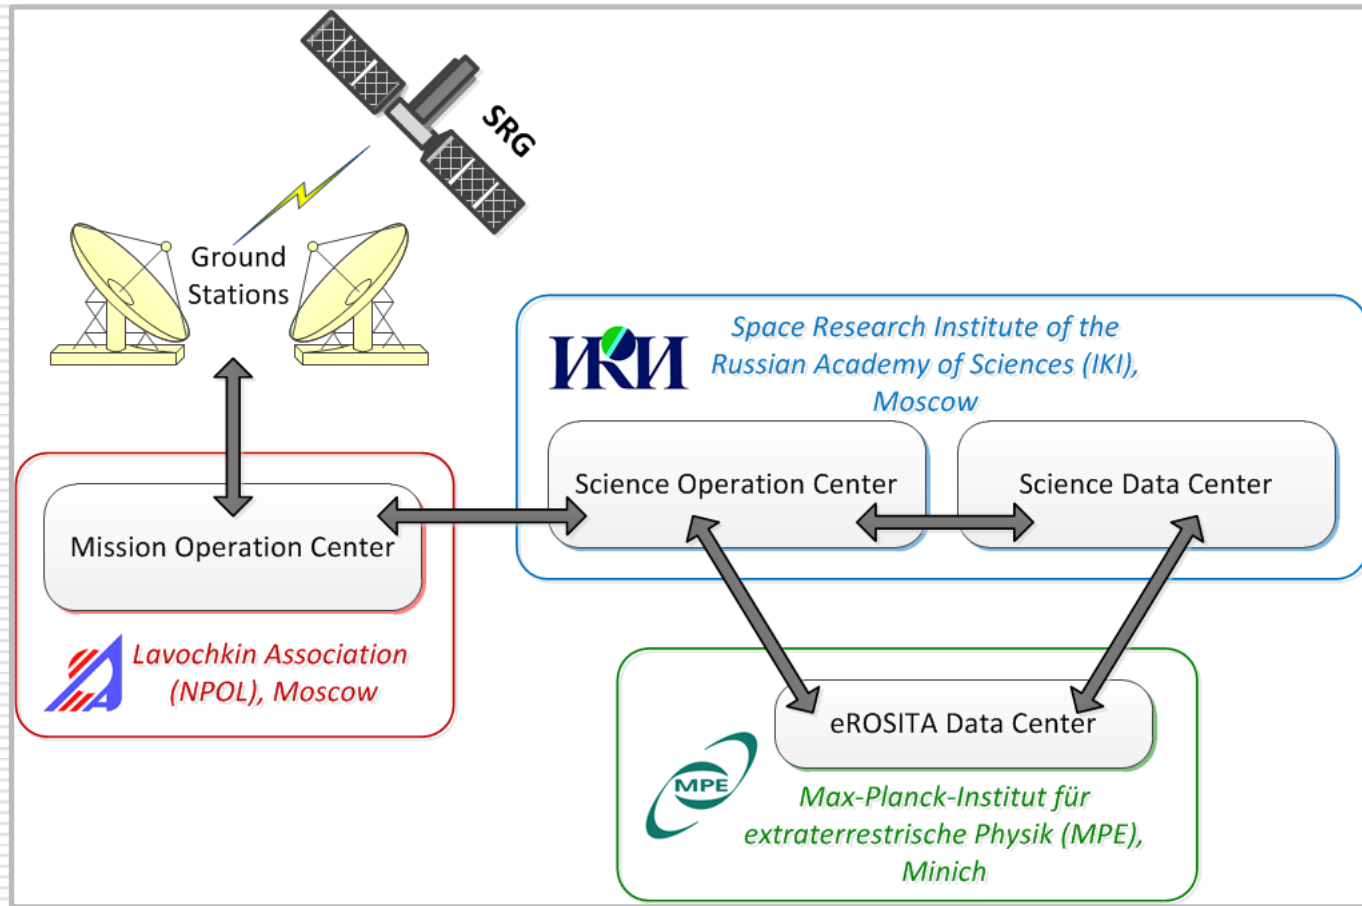 SRG
Ground
Stations
ИКИ
Space Research Institute of the
Russian Academy of Sciences (IKI),
Moscow
Science Operation Center
Science Data Center
Mission Operation Center
Lavochkin Association
(NPOL), Moscow
eROSITA Data Center
MPE
Max-Planck-Institut für
extraterrestrische Physik (MPE),
Minich